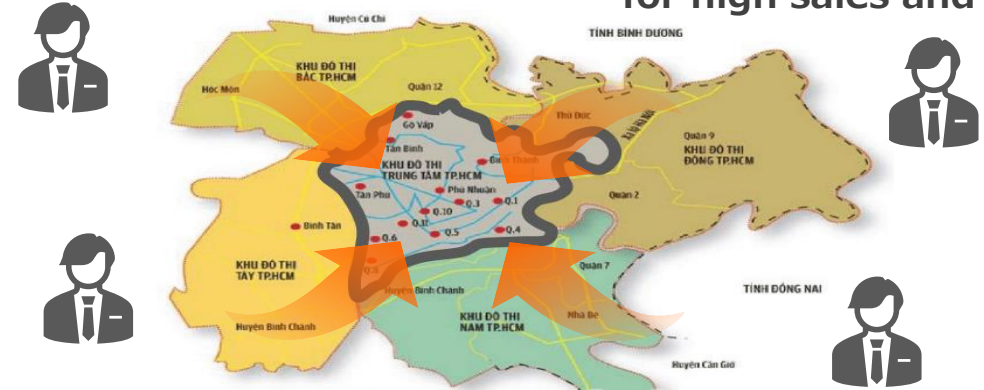 for high sales and
Huyện Củ Chi
TỈNH BÌNH DƯƠNG
KHU ĐÔ THỊ
BẮC TP.HCM
Hóc Môn
Quận 12
Thủ Đức
Gò Vấp
Quận 9
KHU ĐÔ THỊ
ĐÔNG TP.HCM
Tân Bình
Bình Thạnh
KHU ĐÔ THỊ
TRUNG TÂM TP.HCM
Tân Phú
Phú Nhuận
Quận 2
Q.3
Q.1
Q.10
Q.11
Bình Tân
Q.6
Q.5
Q.4
KHU ĐÔ THỊ
TÂY TP.HCM
Q.8
Quận 7
Huyện Bình Chánh
TỈNH ĐỒNG NAI
KHU ĐÔ THỊ
NAM TP.HCM
Nhà Bè
Huyện Bình Chánh
Huyện Cần Giờ